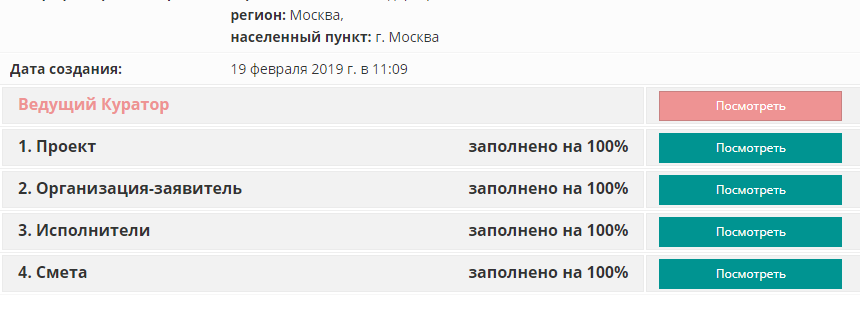 регион: Москва,
населенный пункт: г. Москва
Дата создания: 19 февраля 2019 г. в 11:09
Ведущий Куратор Посмотреть
1. Проект заполнено на 100% Посмотреть
2. Организация-заявитель заполнено на 100% Посмотреть
3. Исполнители заполнено на 100% Посмотреть
4. Смета заполнено на 100% Посмотреть